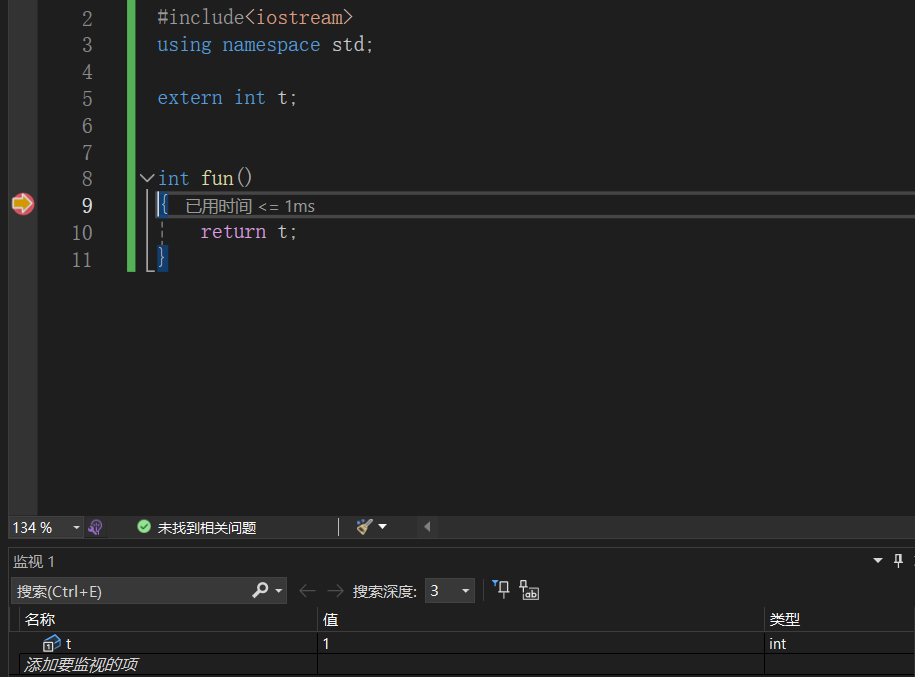 2 #include<iostream>
3 using namespace std;
4
5 extern int t;
6
7
8 int fun()
9 { 已用时间 <= 1ms
10 return t;
11 }
134 % 未找到相关问题
监视 1
搜索(Ctrl+E) 搜索深度: 3
名称 值 类型
t 1 int
添加要监视的项